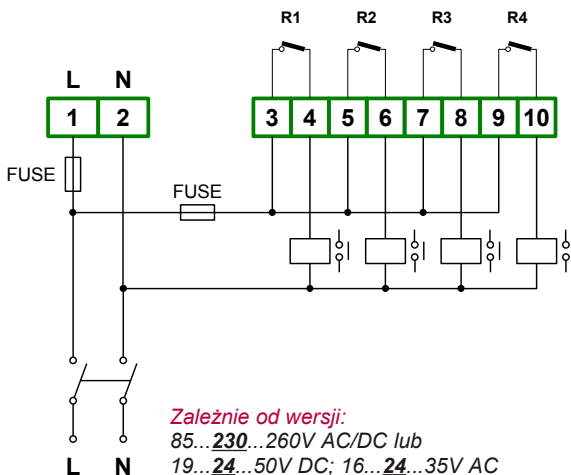 R1 R2 R3 R4
L N
1 2 3 4 5 6 7 8 9 10
FUSE
FUSE
Zależnie od wersji:
85...230...260V AC/DC lub
L N 19...24...50V DC; 16...24...35V AC